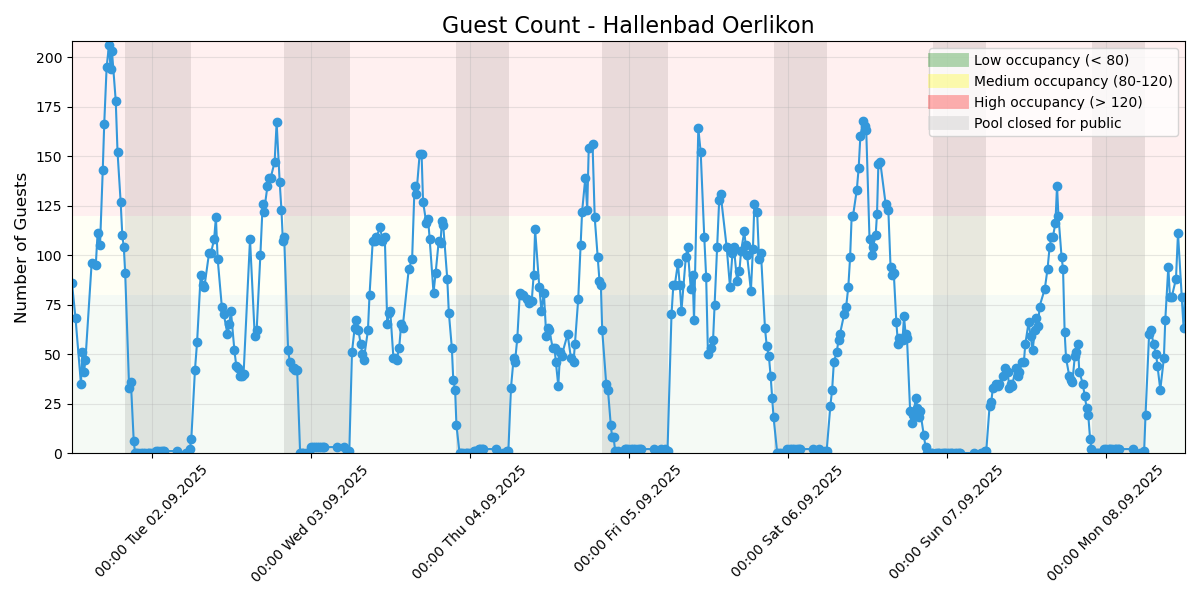 Guest Count - Hallenbad Oerlikon
Number of Guests
200
175
150
125
100
75
50
25
0
Low occupancy (< 80)
Medium occupancy (80-120)
High occupancy (> 120)
Pool closed for public
00:00 Tue 02.09.2025
00:00 Wed 03.09.2025
00:00 Thu 04.09.2025
00:00 Fri 05.09.2025
00:00 Sat 06.09.2025
00:00 Sun 07.09.2025
00:00 Mon 08.09.2025